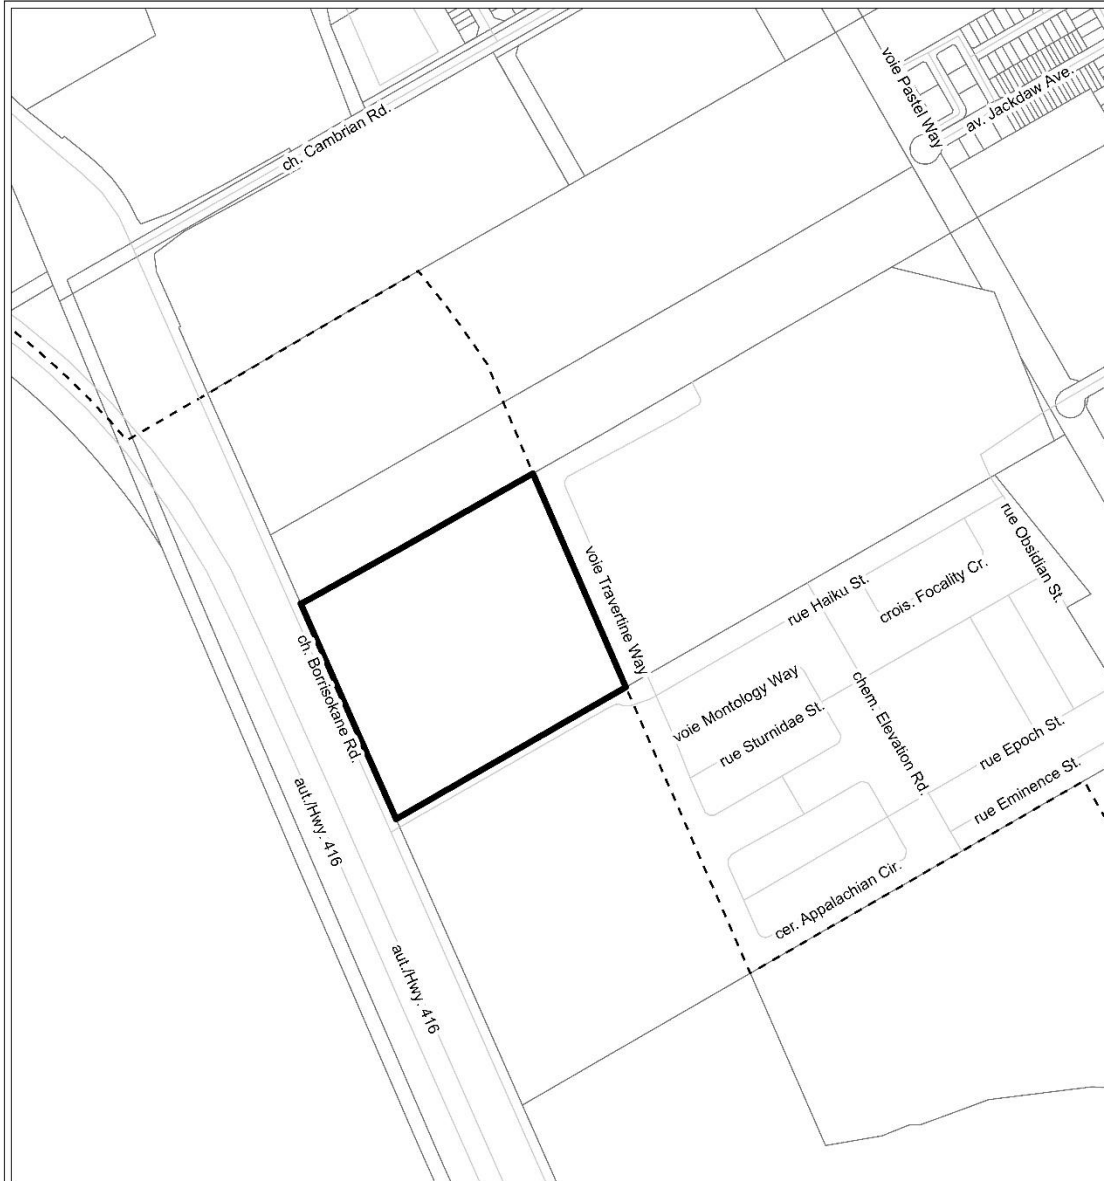 voie Pastel Way
av. Jackdaw Ave.
ch. Cambrian Rd.
rue Obsidian St.
voie Travertine Way
crois. Focality Cr.
rue Haiku St.
ch. Borrisokane Rd.
voie Montology Way
chem. Elevation Rd.
rue Sturnidae St.
rue Epoch St.
aut./Hwy. 416
rue Eminence St.
cer. Appalachian Cir.
aut./Hwy. 416